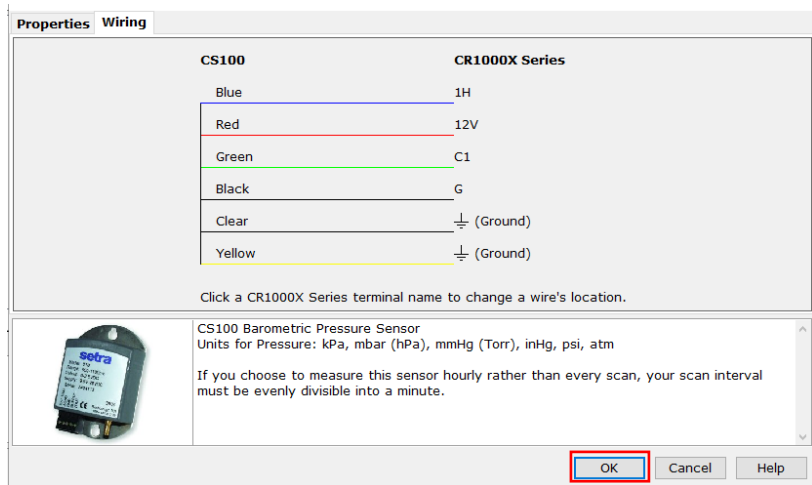 Properties Wiring
CS100 CR1000X Series
Blue 1H
Red 12V
Green C1
Black G
Clear (Ground)
Yellow (Ground)
Click a CR1000X Series terminal name to change a wire's location.
setra
CS100 Barometric Pressure Sensor
Units for Pressure: kPa, mbar (hPa), mmHg (Torr), inHg, psi, atm
If you choose to measure this sensor hourly rather than every scan, your scan interval
must be evenly divisible into a minute.
OK Cancel Help